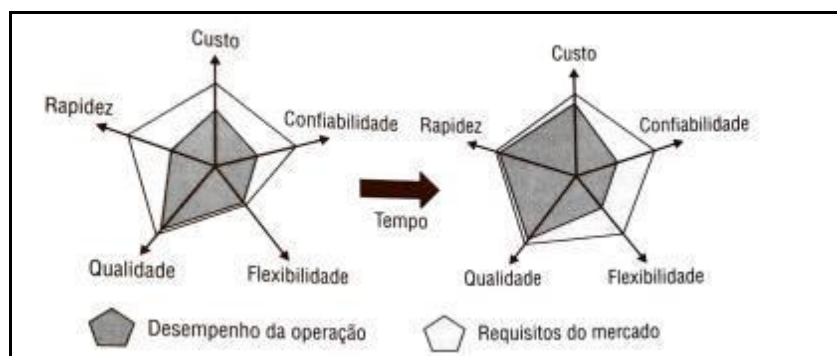 Custo
Rapidez
Confiabilidade
Qualidade
Flexibilidade
Tempo
Custo
Rapidez
Confiabilidade
Qualidade
Flexibilidade
Desempenho da operação
Requisitos do mercado